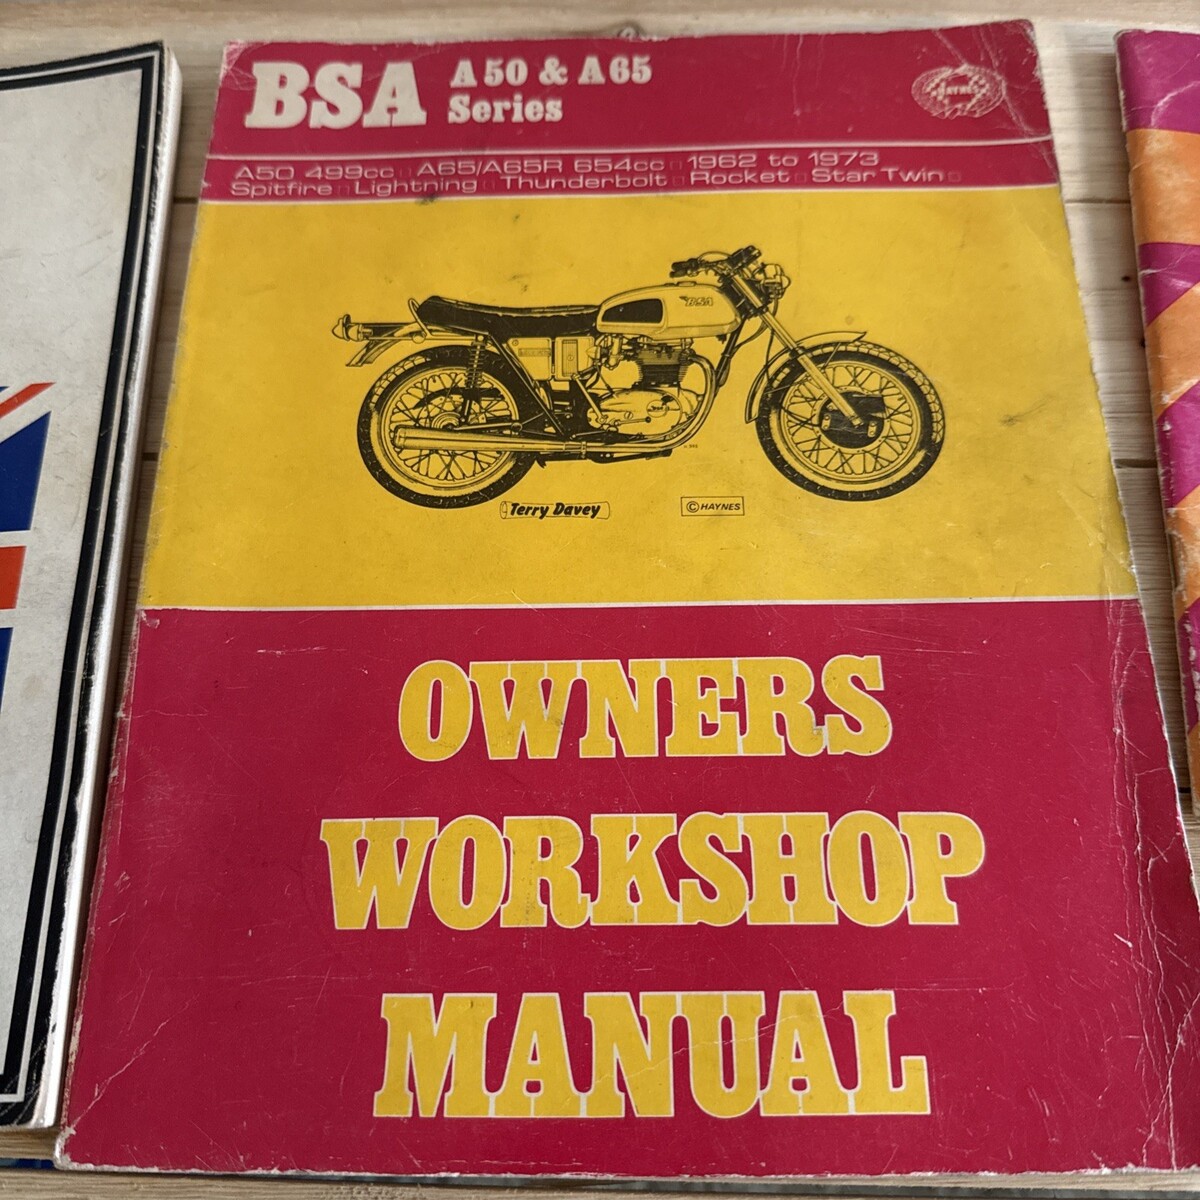 BSA A50 & A65
Series
HAYNES
A50 499cc □ A65/A65R 654cc □ 1962 to 1973
Spitfire □ Lightning □ Thunderbolt □ Rocket □ Star Twin □
BSA
Terry Davey
© HAYNES
OWNERS
WORKSHOP
MANUAL